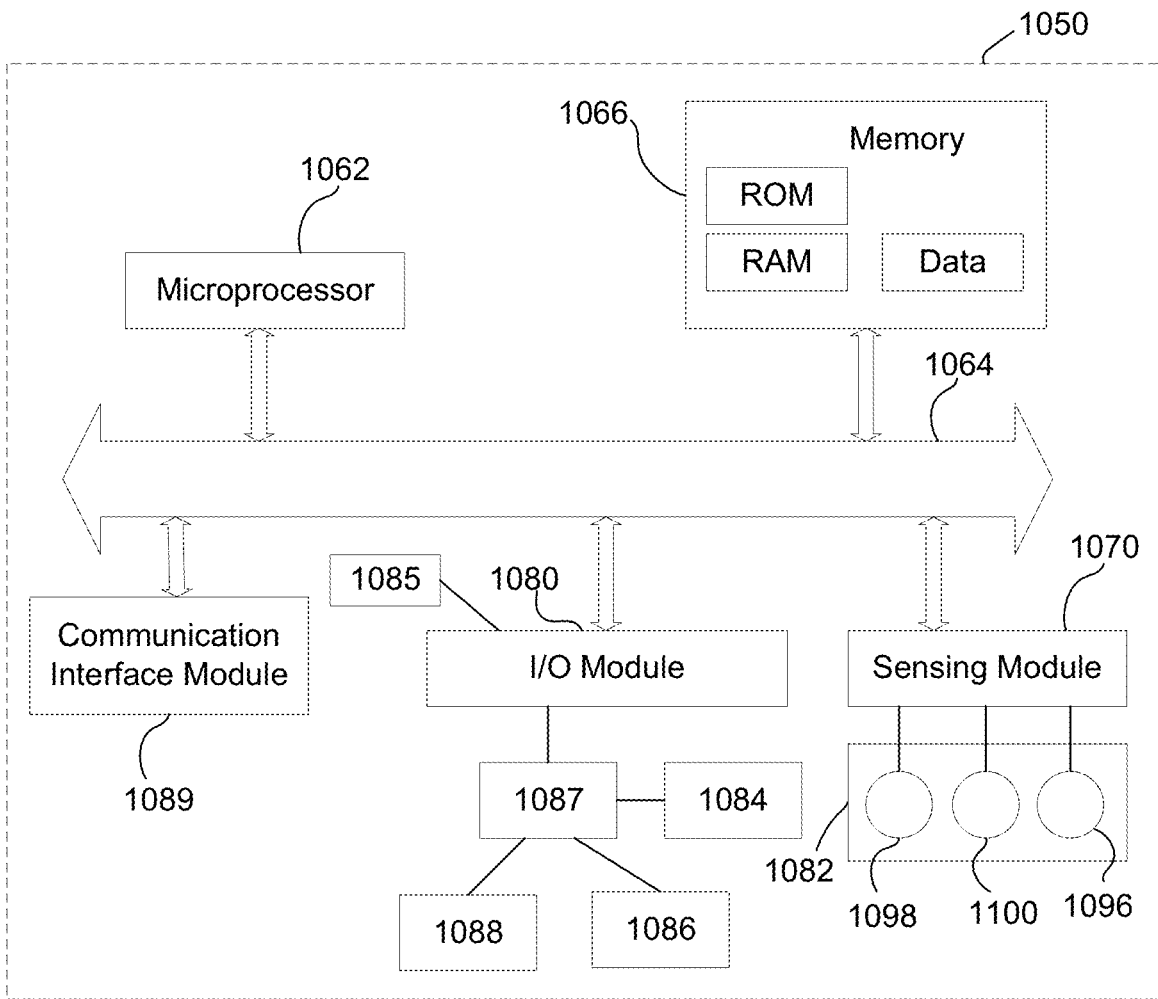 1050
1066
Memory
1062
ROM
RAM
Data
Microprocessor
1064
1070
1085
1080
Communication
Interface Module
I/O Module
Sensing Module
1089
1087
1084
1082
1098
1100
1096
1088
1086